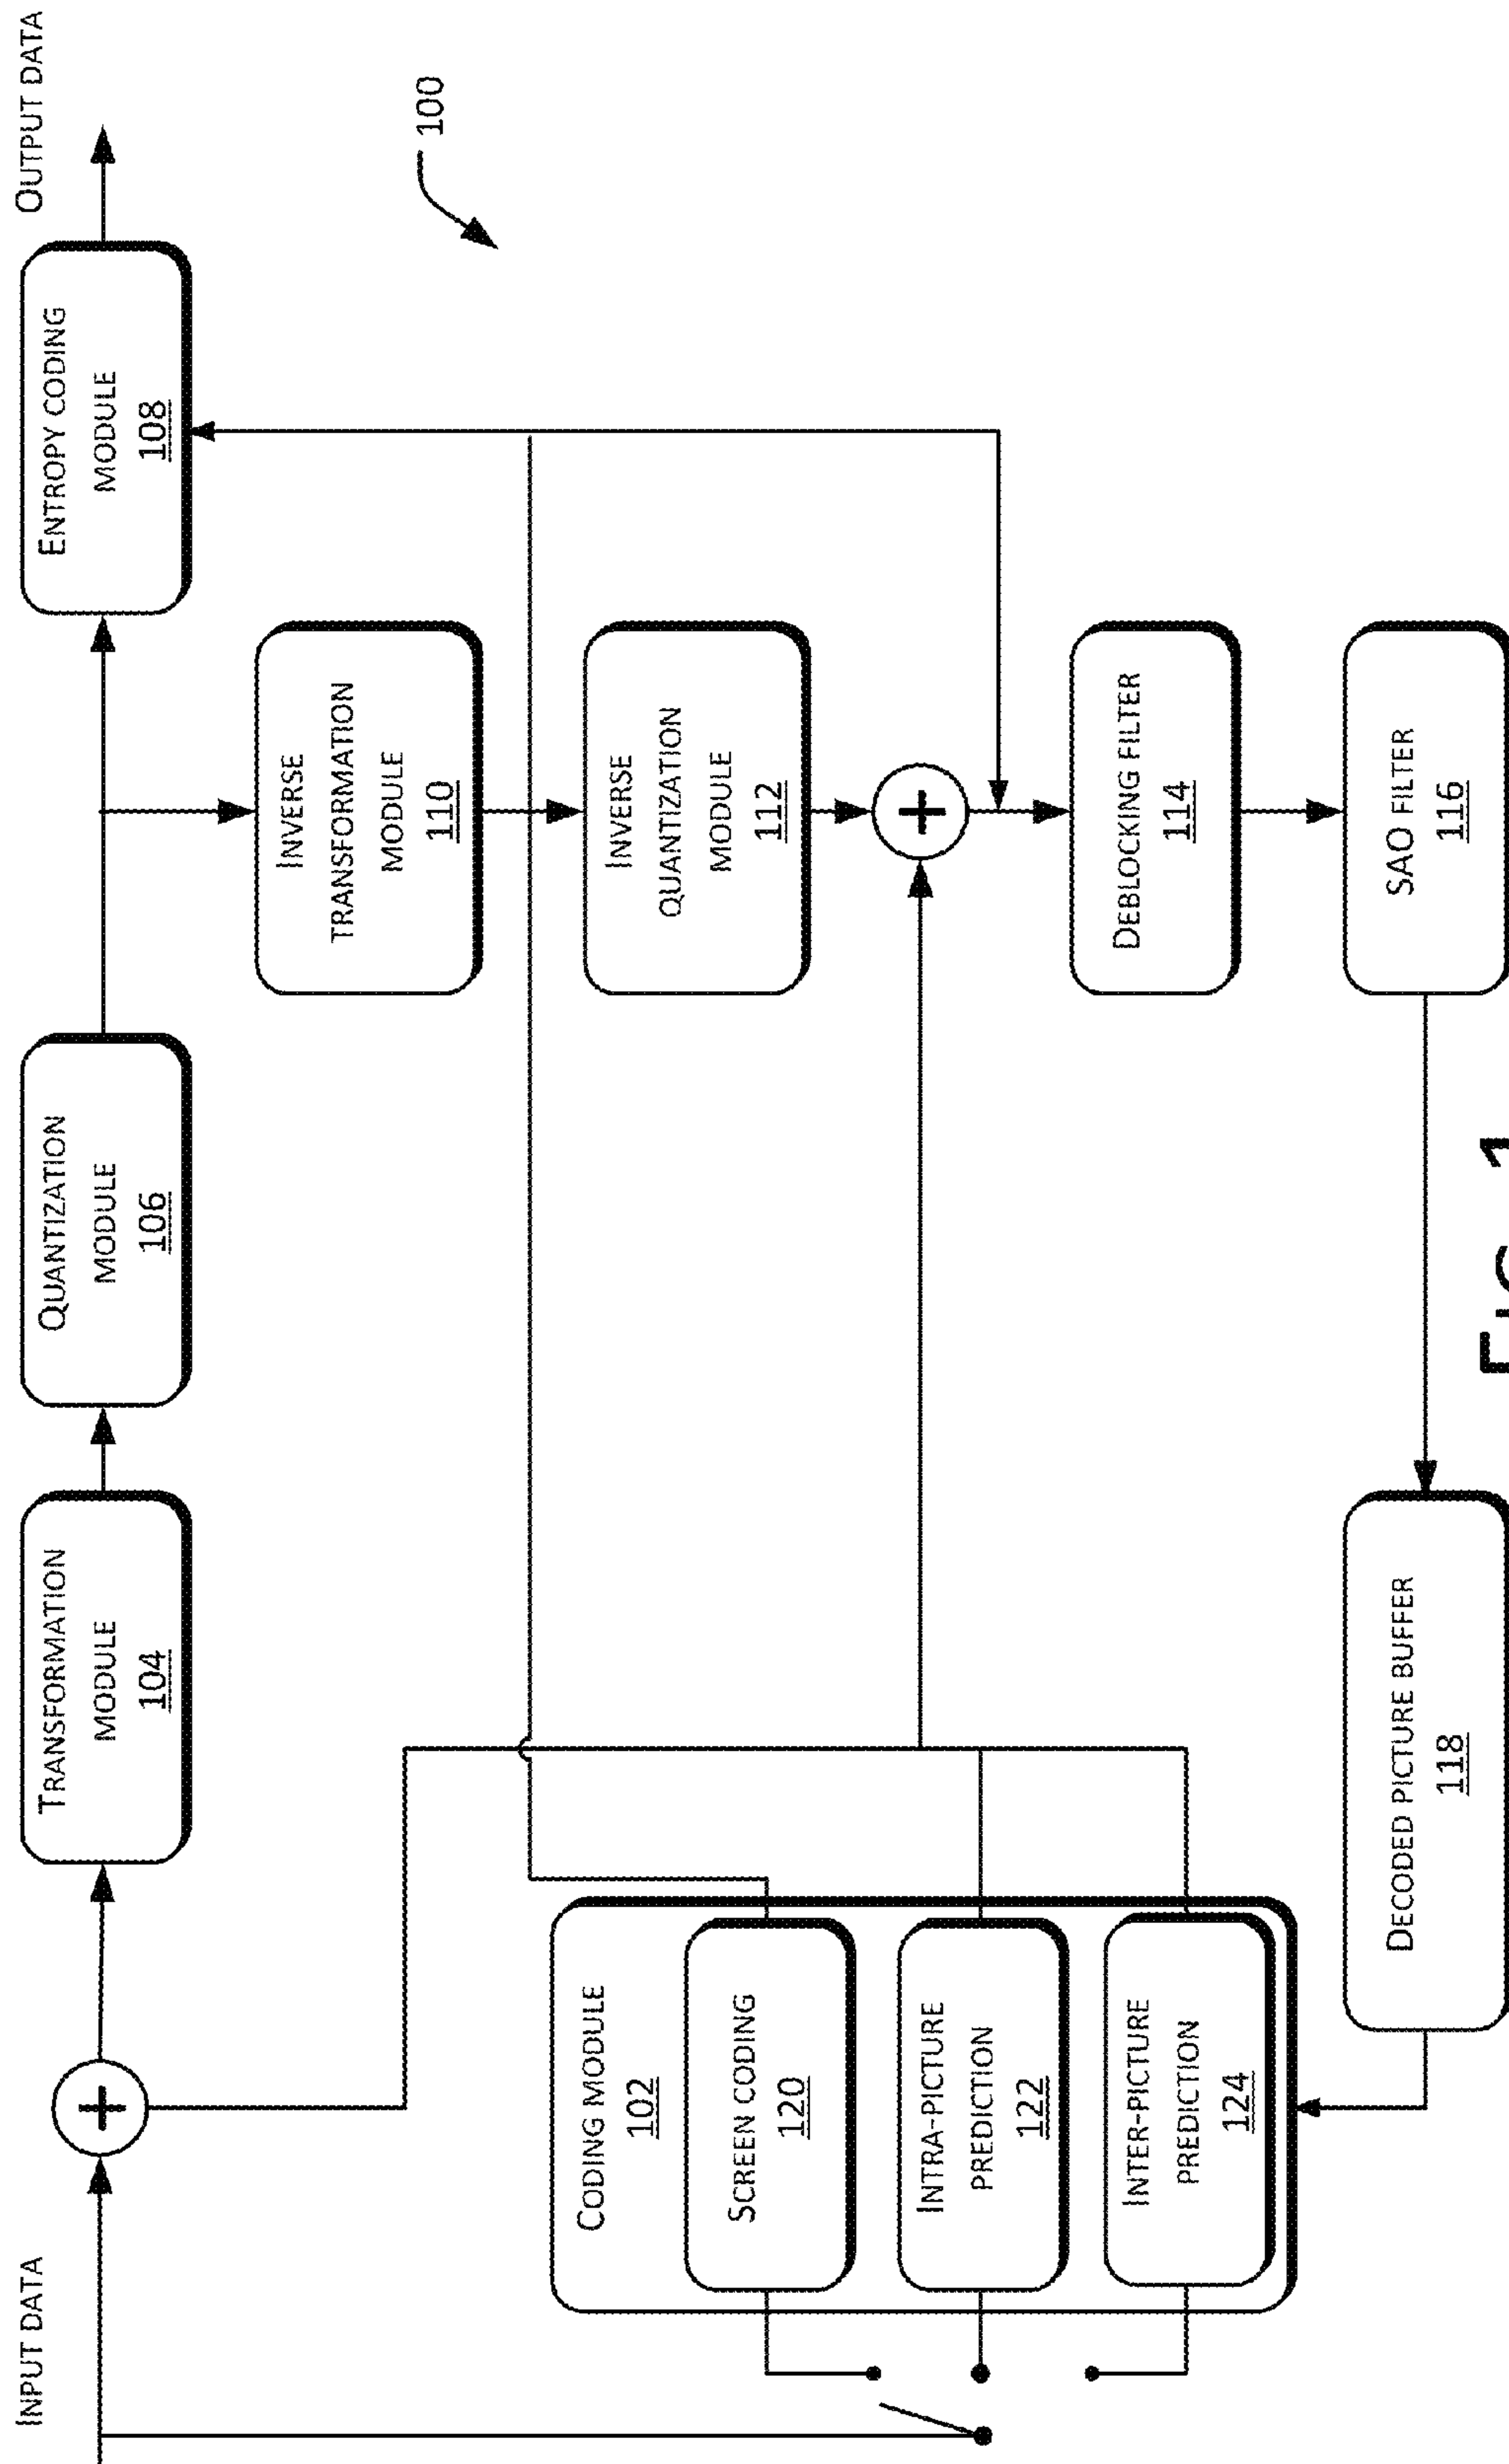 INPUT DATA
OUTPUT DATA
TRANSFORMATION
MODULE
104
QUANTIZATION
MODULE
106
ENTROPY CODING
MODULE
108
100
INVERSE
TRANSFORMATION
MODULE
110
INVERSE
QUANTIZATION
MODULE
112
CODING MODULE
102
SCREEN CODING
120
INTRA-PICTURE
PREDICTION
122
INTER-PICTURE
PREDICTION
124
DEBLOCKING FILTER
114
SAO FILTER
116
DECODED PICTURE BUFFER
118